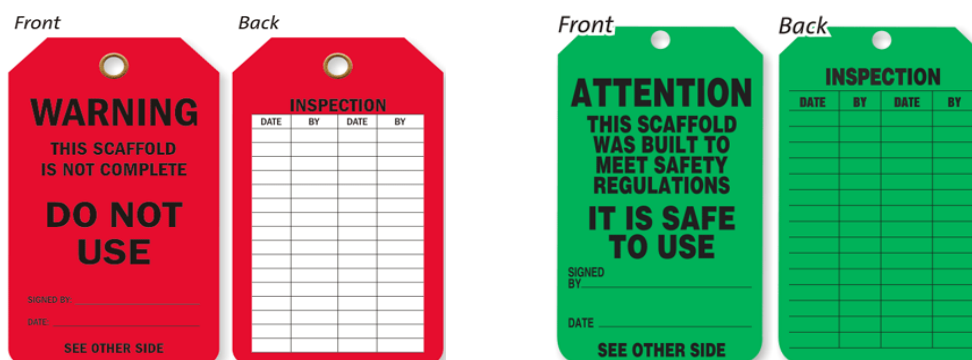 Front
WARNING
THIS SCAFFOLD
IS NOT COMPLETE
DO NOT
USE
SIGNED BY:
DATE:
SEE OTHER SIDE
Back
INSPECTION
DATE BY DATE BY
Front
ATTENTION
THIS SCAFFOLD
WAS BUILT TO
MEET SAFETY
REGULATIONS
IT IS SAFE
TO USE
SIGNED
BY
DATE
SEE OTHER SIDE
Back
INSPECTION
DATE BY DATE BY